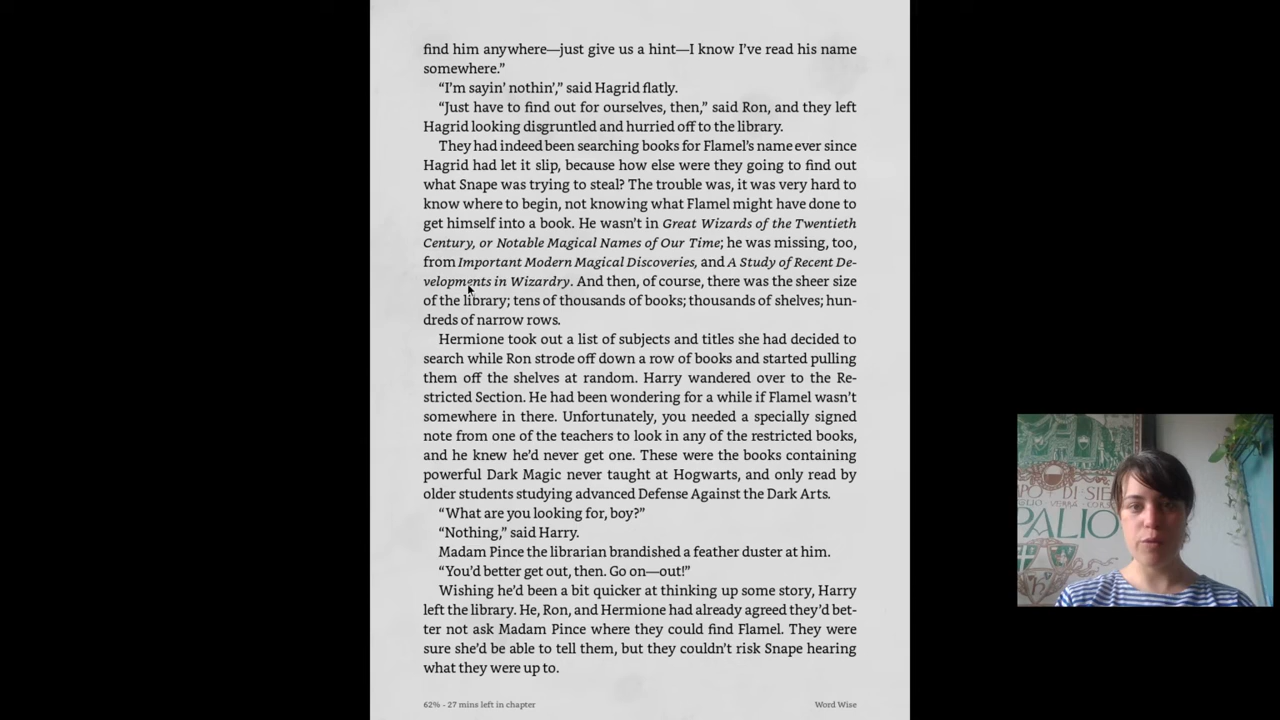 find him anywhere—just give us a hint—I know I’ve read his name
somewhere.”
“I’m sayin’ nothin’,” said Hagrid flatly.
“Just have to find out for ourselves, then,” said Ron, and they left
Hagrid looking disgruntled and hurried off to the library.
They had indeed been searching books for Flamel’s name ever since
Hagrid had let it slip, because how else were they going to find out
what Snape was trying to steal? The trouble was, it was very hard to
know where to begin, not knowing what Flamel might have done to
get himself into a book. He wasn’t in Great Wizards of the Twentieth
Century, or Notable Magical Names of Our Time; he was missing, too,
from Important Modern Magical Discoveries, and A Study of Recent De-
velopments in Wizardry. And then, of course, there was the sheer size
of the library; tens of thousands of books; thousands of shelves; hun-
dreds of narrow rows.
Hermione took out a list of subjects and titles she had decided to
search while Ron strode off down a row of books and started pulling
them off the shelves at random. Harry wandered over to the Re-
stricted Section. He had been wondering for a while if Flamel wasn’t
somewhere in there. Unfortunately, you needed a specially signed
note from one of the teachers to look in any of the restricted books,
and he knew he’d never get one. These were the books containing
powerful Dark Magic never taught at Hogwarts, and only read by
older students studying advanced Defense Against the Dark Arts.
“What are you looking for, boy?”
“Nothing,” said Harry.
Madam Pince the librarian brandished a feather duster at him.
“You’d better get out, then. Go on—out!”
Wishing he’d been a bit quicker at thinking up some story, Harry
left the library. He, Ron, and Hermione had already agreed they’d bet-
ter not ask Madam Pince where they could find Flamel. They were
sure she’d be able to tell them, but they couldn’t risk Snape hearing
what they were up to.
62% - 27 mins left in chapter
Word Wise
PO DI SIE
PALIO